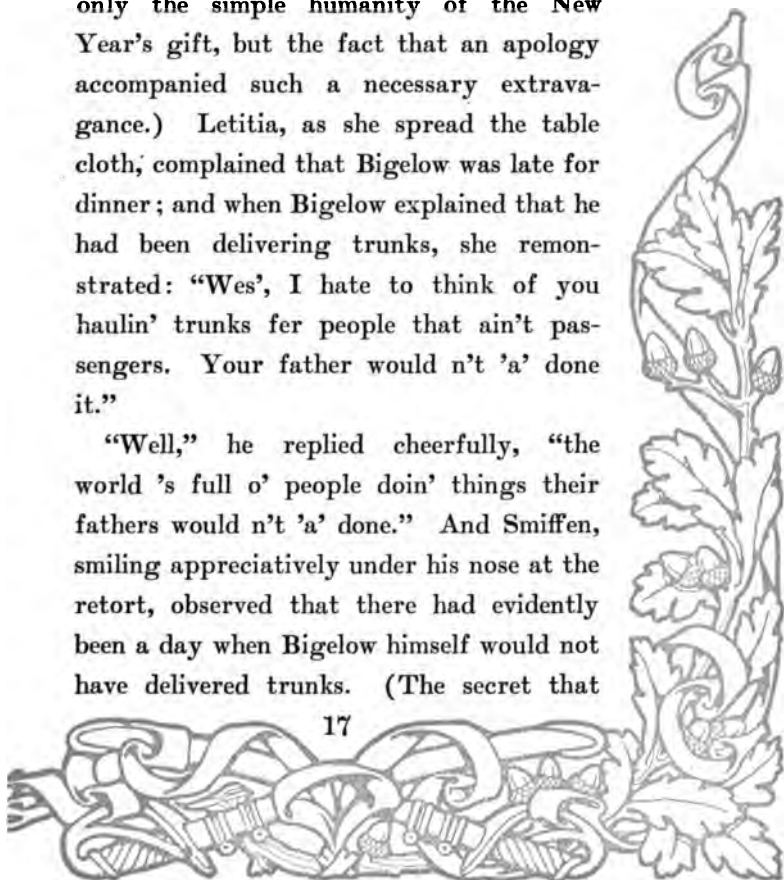 only the simple humanity of the New
Year's gift, but the fact that an apology
accompanied such a necessary extrava-
gance.) Letitia, as she spread the table
cloth, complained that Bigelow was late for
dinner; and when Bigelow explained that he
had been delivering trunks, she remon-
strated: “Wes', I hate to think of you
haulin' trunks fer people that ain't pas-
sengers. Your father would n't 'a' done
it.”
“Well,” he replied cheerfully, “the
world 's full o' people doin' things their
fathers would n't 'a' done.” And Smiffen,
smiling appreciatively under his nose at the
retort, observed that there had evidently
been a day when Bigelow himself would not
have delivered trunks. (The secret that
17